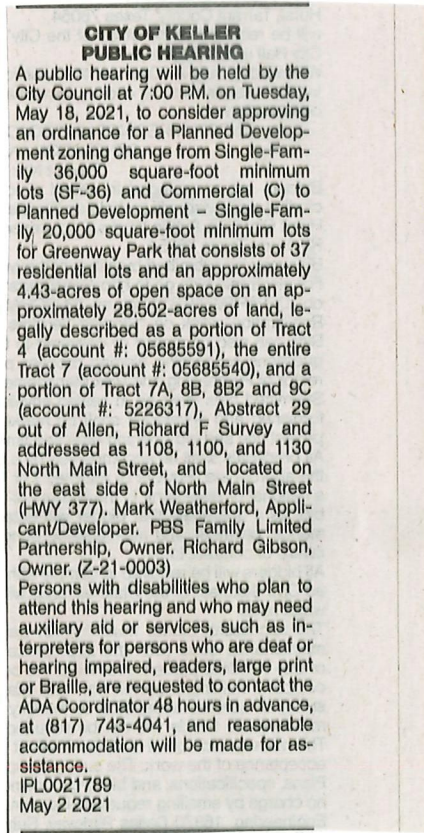 CITY OF KELLER
PUBLIC HEARING
A public hearing will be held by the
City Council at 7:00 P.M. on Tuesday,
May 18, 2021, to consider approving
an ordinance for a Planned Develop-
ment zoning change from Single-Fam-
ily 36,000 square-foot minimum
lots (SF-36) and Commercial (C) to
Planned Development – Single-Fam-
ily 20,000 square-foot minimum lots
for Greenway Park that consists of 37
residential lots and an approximately
4.43-acres of open space on an ap-
proximately 28.502-acres of land, le-
gally described as a portion of Tract
4 (account #: 05685591), the entire
Tract 7 (account #: 05685540), and a
portion of Tract 7A, 8B, 8B2 and 9C
(account #: 5226317), Abstract 29
out of Allen, Richard F Survey and
addressed as 1108, 1100, and 1130
North Main Street, and located on
the east side of North Main Street
(HWY 377). Mark Weatherford, Appli-
cant/Developer. PBS Family Limited
Partnership, Owner. Richard Gibson,
Owner. (Z-21-0003)
Persons with disabilities who plan to
attend this hearing and who may need
auxiliary aid or services, such as in-
terpreters for persons who are deaf or
hearing impaired, readers, large print
or Braille, are requested to contact the
ADA Coordinator 48 hours in advance,
at (817) 743-4041, and reasonable
accommodation will be made for as-
sistance.
IPL0021789
May 2 2021